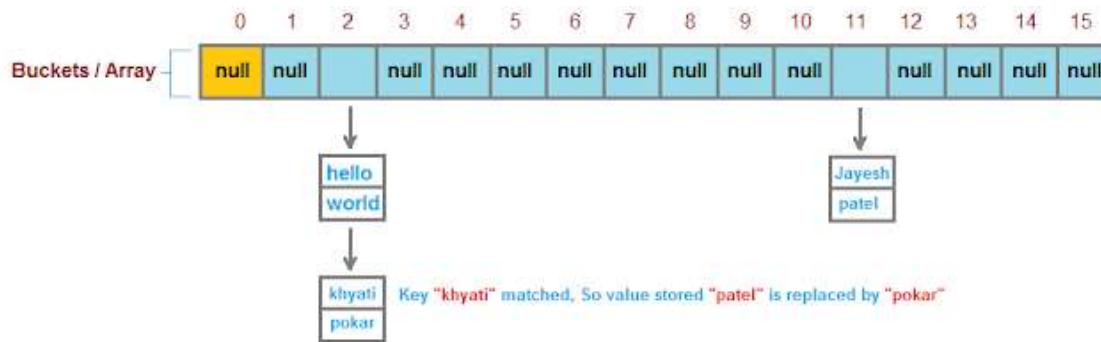 0 1 2 3 4 5 6 7 8 9 10 11 12 13 14 15
Buckets / Array null null null null null null null null null null null null null null
hello Jayesh
world patel
khyati Key "khyati" matched, So value stored "patel" is replaced by "pokar"
pokar